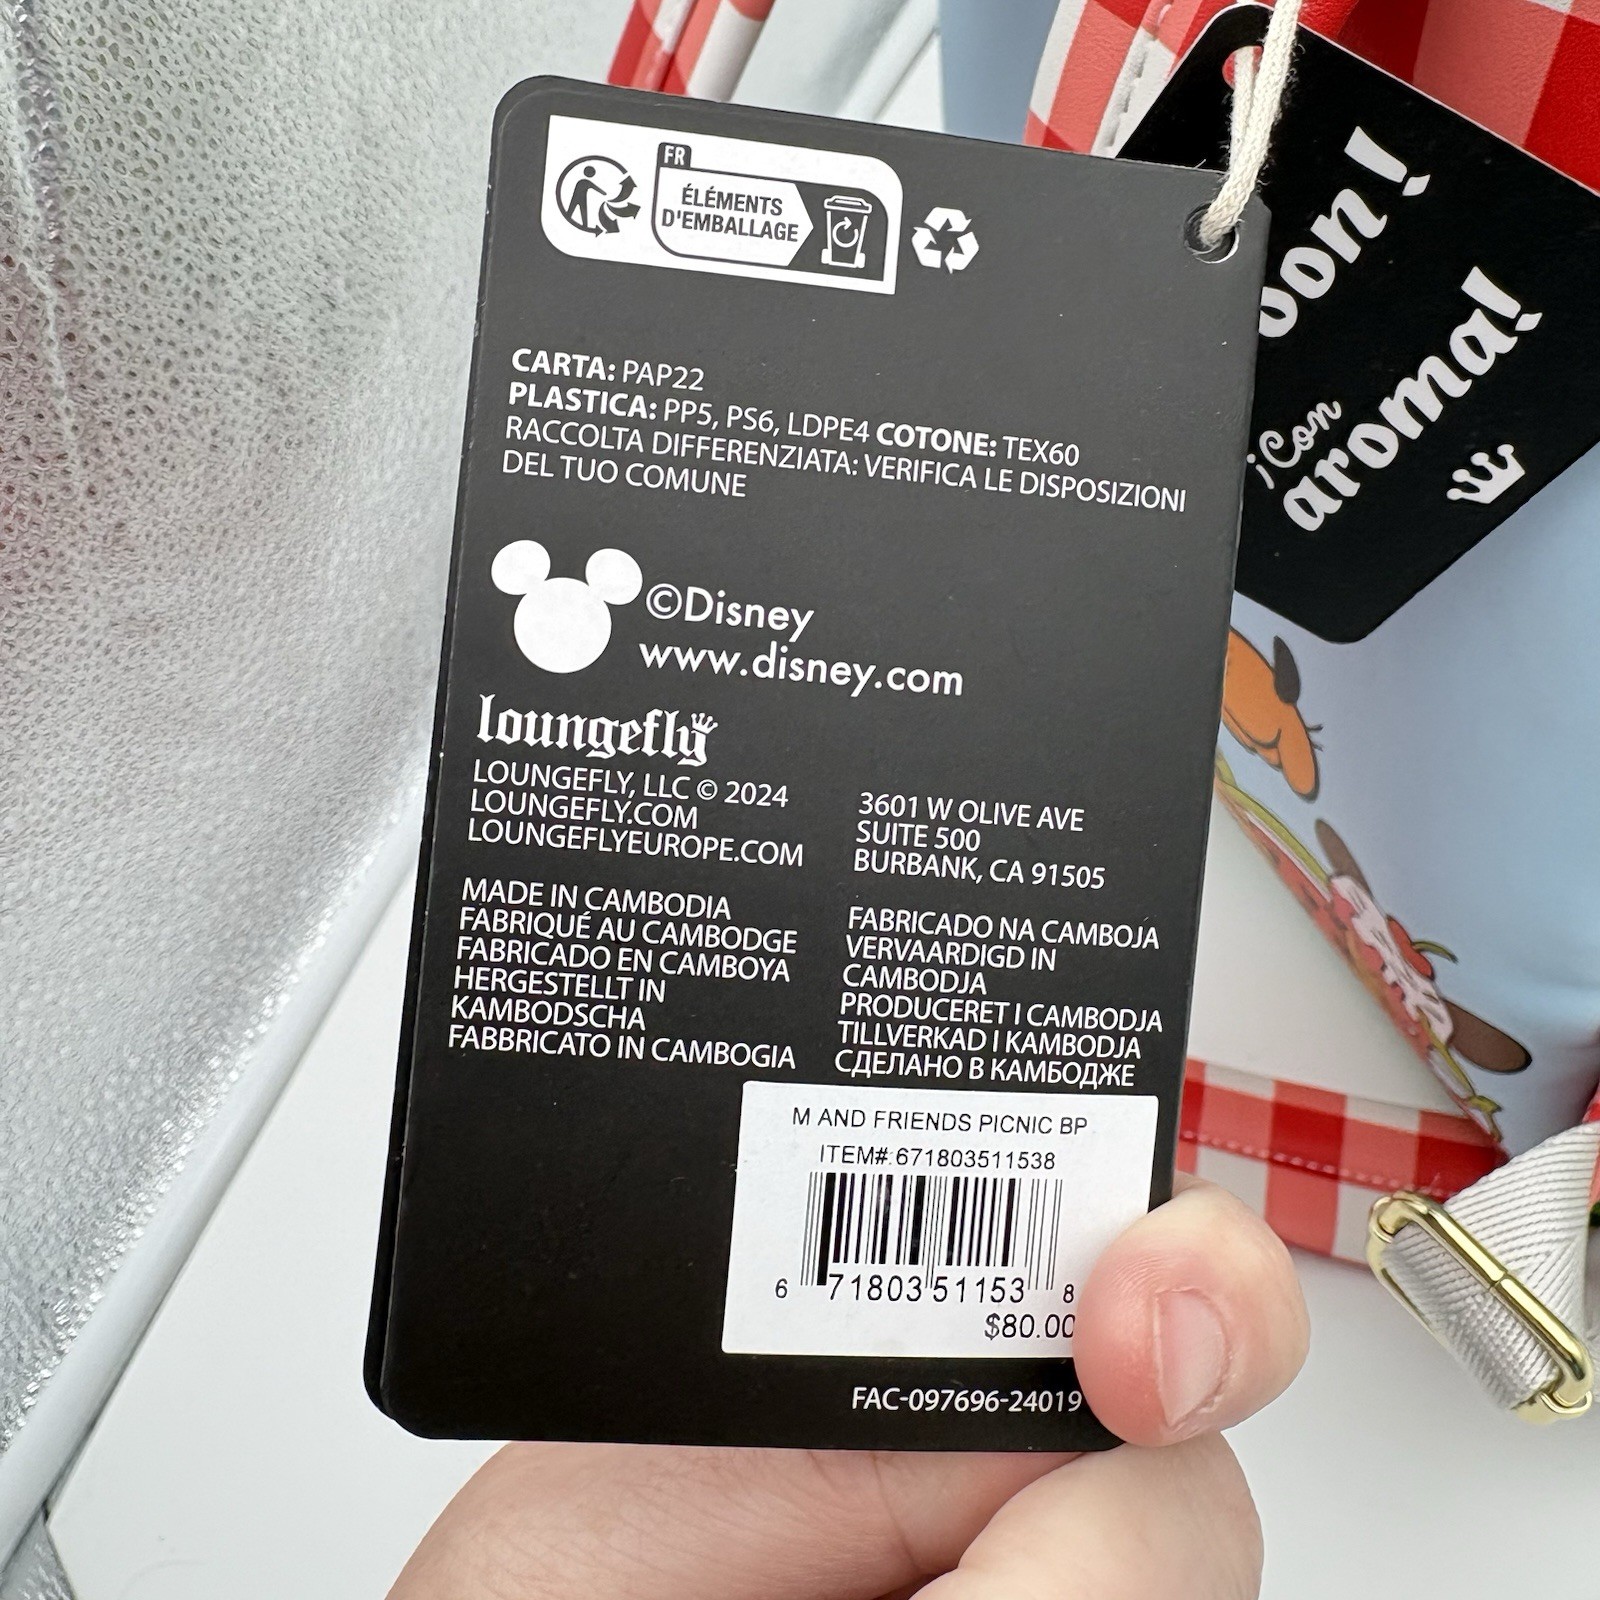 FR
ÉLÉMENTS
D'EMBALLAGE
CARTA: PAP22
PLASTICA: PP5, PS6, LDPE4 COTONE: TEX60
RACCOLTA DIFFERENZIATA: VERIFICA LE DISPOSIZIONI
DEL TUO COMUNE
©Disney
www.disney.com
loungefly
LOUNGEFLY, LLC © 2024
LOUNGEFLY.COM
LOUNGEFLYEUROPE.COM
3601 W OLIVE AVE
SUITE 500
BURBANK, CA 91505
MADE IN CAMBODIA
FABRIQUÉ AU CAMBODGE
FABRICADO EN CAMBOYA
HERGESTELLT IN
KAMBODSCHA
FABBRICATO IN CAMBOGIA
FABRICADO NA CAMBOJA
VERVAARDIGD IN
CAMBODJA
PRODUCERET I CAMBODJA
TILLVERKAD I KAMBODJA
СДЕЛАНО В КАМБОДЖЕ
M AND FRIENDS PICNIC BP
ITEM#:671803511538
6 71803 51153 8
$80.00
FAC-097696-24019
¡Con
aroma!